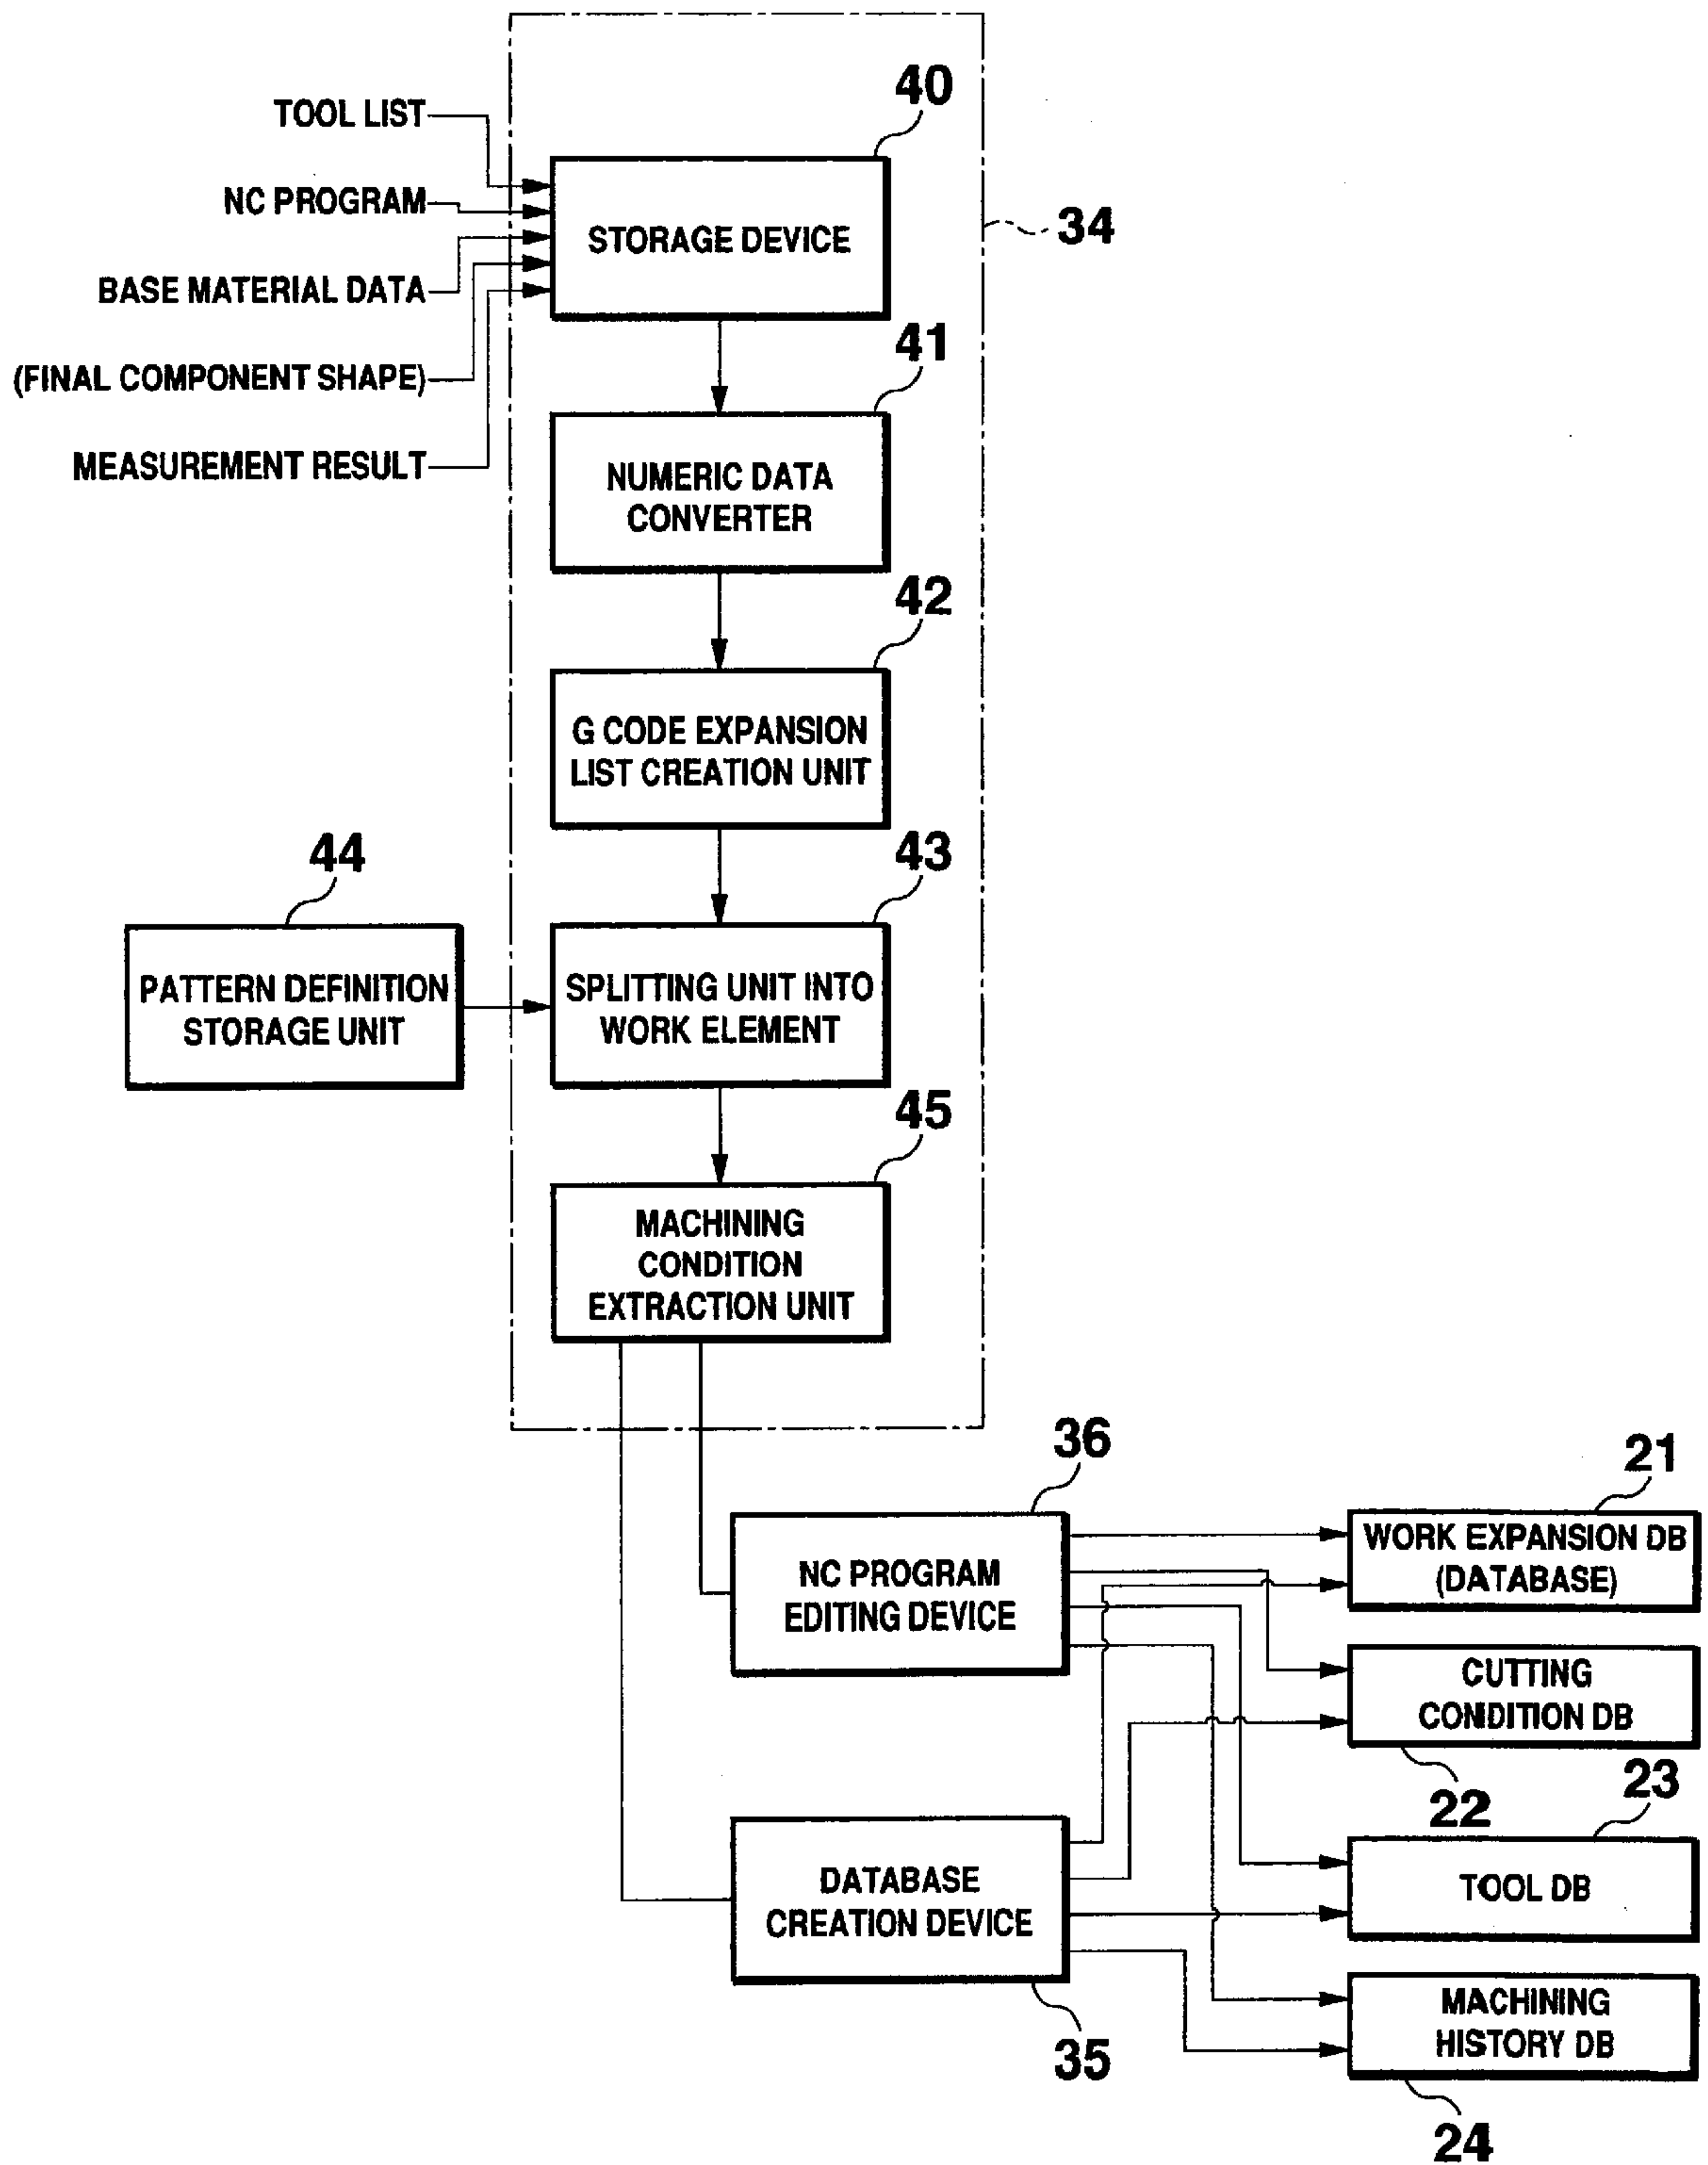 40
TOOL LIST
NC PROGRAM
STORAGE DEVICE
34
BASE MATERIAL DATA
41
(FINAL COMPONENT SHAPE)
MEASUREMENT RESULT
NUMERIC DATA
CONVERTER
42
G CODE EXPANSION
LIST CREATION UNIT
44
43
PATTERN DEFINITION
STORAGE UNIT
SPLITTING UNIT INTO
WORK ELEMENT
45
MACHINING
CONDITION
EXTRACTION UNIT
36
21
NC PROGRAM
EDITING DEVICE
WORK EXPANSION DB
(DATABASE)
CUTTING
CONDITION DB
22
23
DATABASE
CREATION DEVICE
35
TOOL DB
MACHINING
HISTORY DB
24